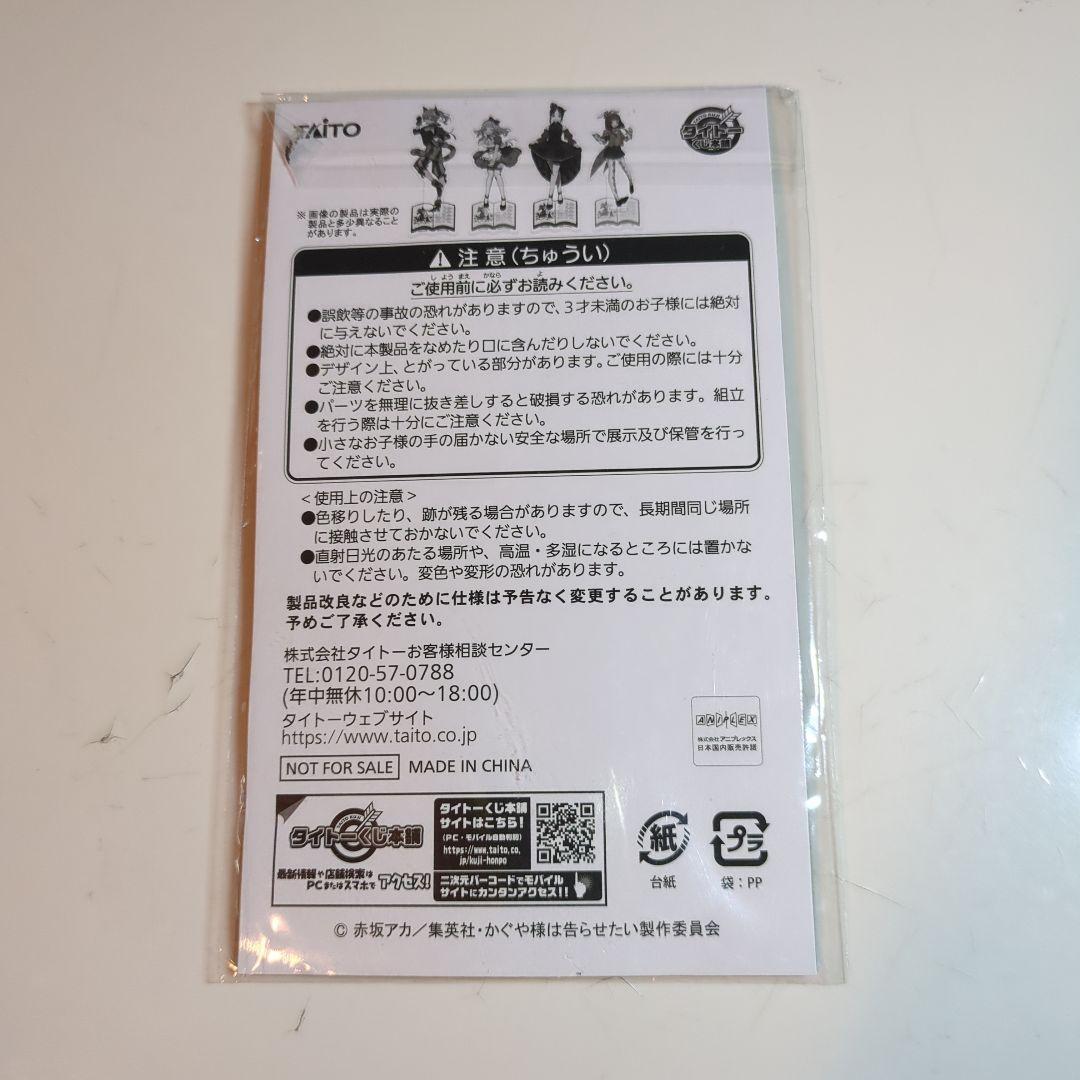 TAITO
タイトー
くじ本舗
※画像の製品は実際の
製品と多少異なること
があります。
注意(ちゅうい)
ご使用前に必ずお読みください。
●誤飲等の事故の恐れがありますので、3才未満のお子様には絶対
に与えないでください。
●絶対に本製品をなめたり口に含んだりしないでください。
●デザイン上、とがっている部分があります。ご使用の際には十分
ご注意ください。
●パーツを無理に抜き差しすると破損する恐れがあります。組立
を行う際は十分にご注意ください。
●小さなお子様の手の届かない安全な場所で展示及び保管を行っ
てください。
<使用上の注意>
●色移りしたり、跡が残る場合がありますので、長期間同じ場所
に接触させておかないでください。
●直射日光のあたる場所や、高温・多湿になるところには置かな
いでください。変色や変形の恐れがあります。
製品改良などのために仕様は予告なく変更することがあります。
予めご了承ください。
株式会社タイトーお客様相談センター
TEL:0120-57-0788
(年中無休10:00〜18:00)
タイトーウェブサイト
https://www.taito.co.jp
NOT FOR SALE MADE IN CHINA
ANIPLEX
株式会社アニプレックス
日本国内販売許諾
タイトーくじ本舗
最新情報や店舗検索は
PCまたはスマホで アクセス!
タイトーくじ本舗
サイトはこちら!
(PC・モバイル自動判別)
https://www.taito.co.
jp/kuji-honpo
二次元バーコードでモバイル
サイトにカンタンアクセス!!
紙
台紙
プラ
袋:PP
© 赤坂アカ/集英社・かぐや様は告らせたい製作委員会